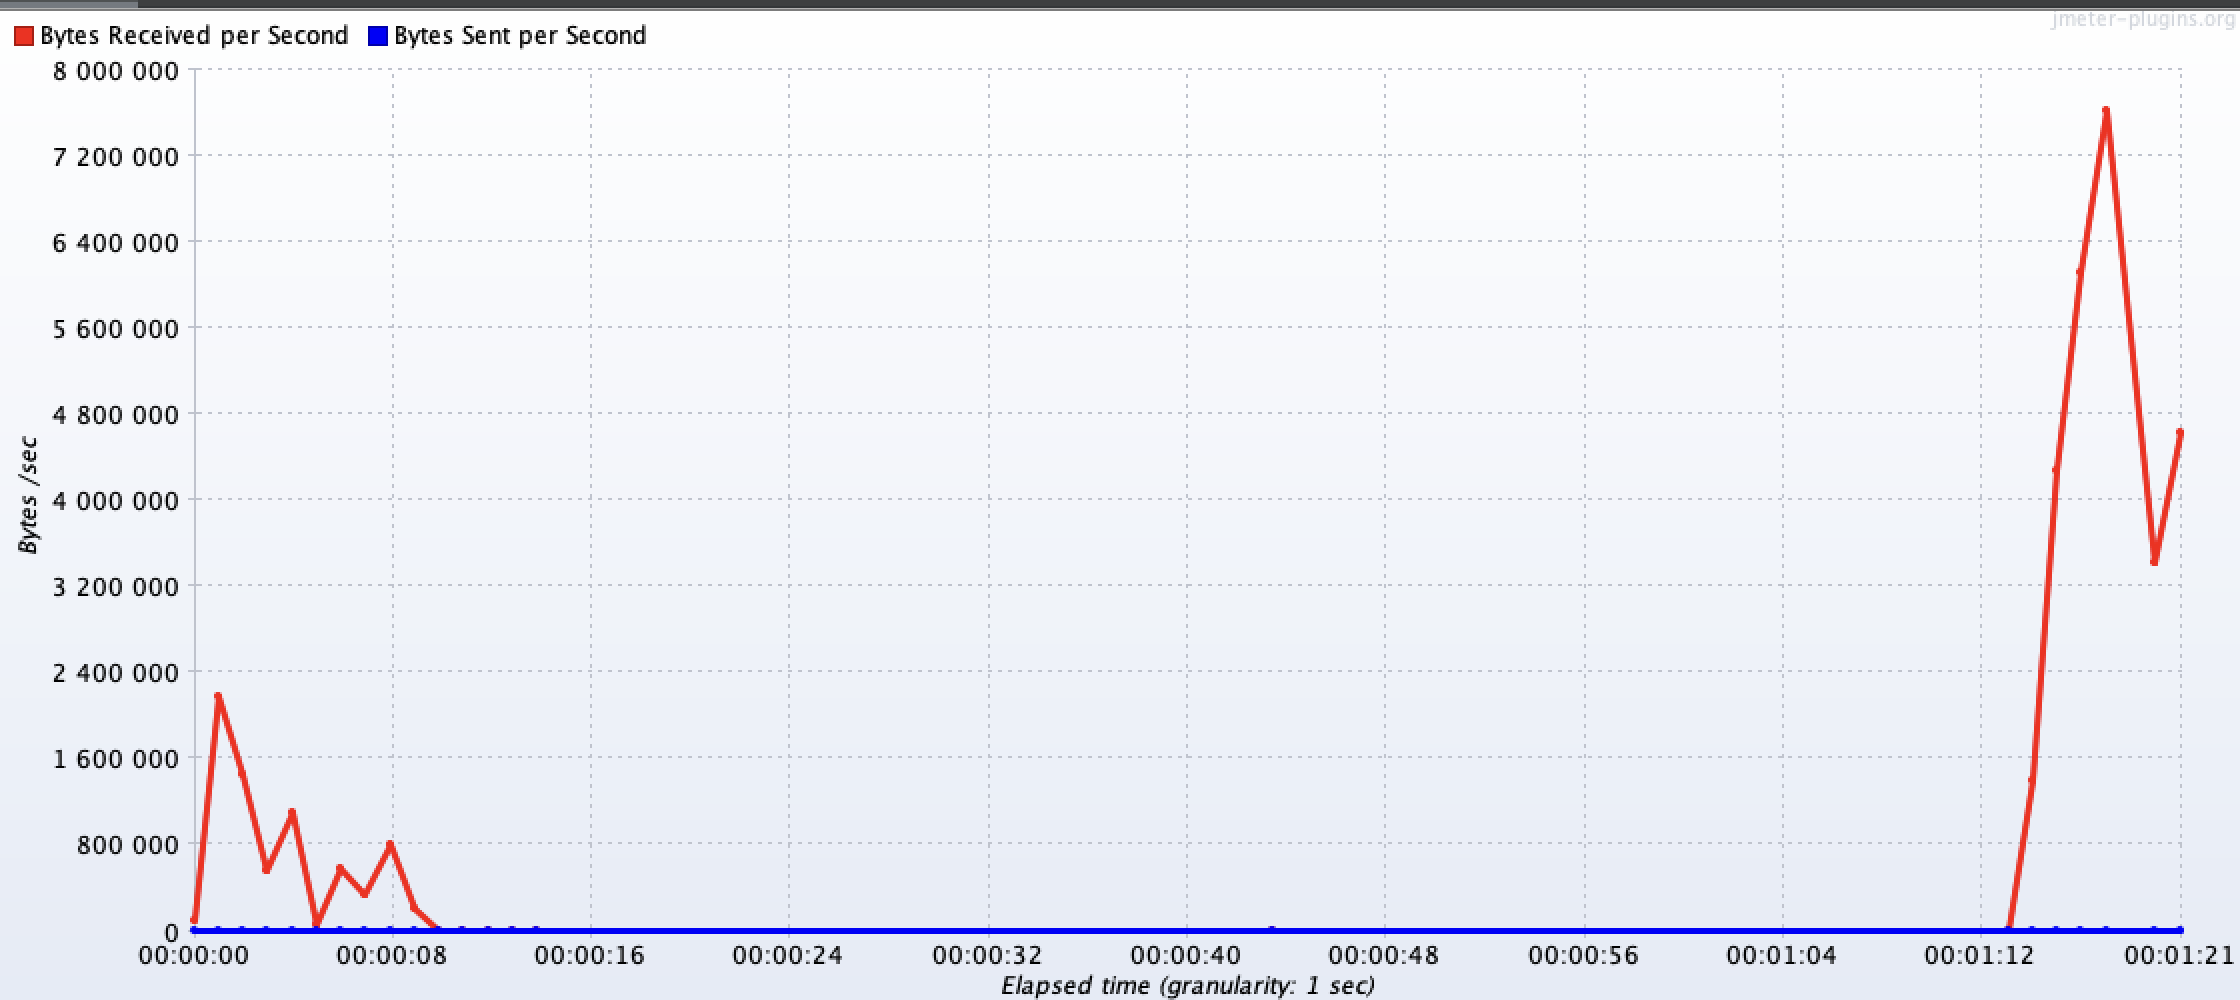 jmeter-plugins.org
Bytes Received per Second Bytes Sent per Second
8 000 000
7 200 000
6 400 000
5 600 000
4 800 000
4 000 000
3 200 000
2 400 000
1 600 000
800 000
0
Bytes /sec
00:00:00 00:00:08 00:00:16 00:00:24 00:00:32 00:00:40 00:00:48 00:00:56 00:01:04 00:01:12 00:01:21
Elapsed time (granularity: 1 sec)